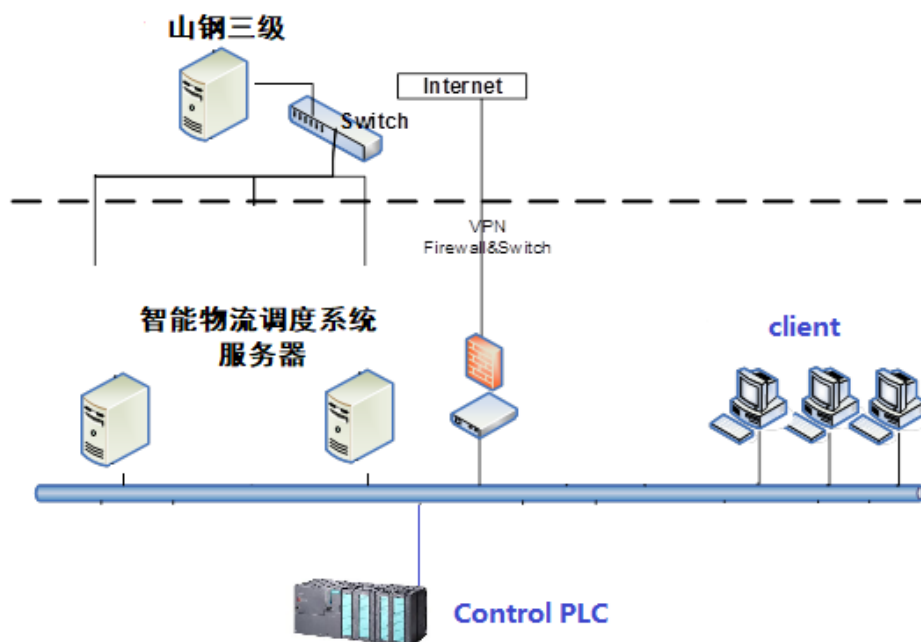 山钢三级
Internet
Switch
VPN
Firewall&Switch
智能物流调度系统
服务器
client
Control PLC